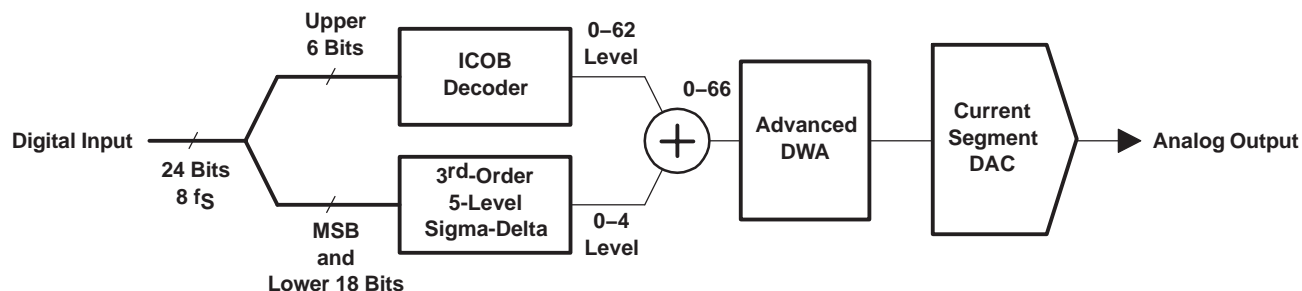 Digital Input
24 Bits
8 fS
Upper
6 Bits
ICOB
Decoder
0–62
Level
MSB
and
Lower 18 Bits
3rd-Order
5-Level
Sigma-Delta
0–4
Level
+
0–66
Advanced
DWA
Current
Segment
DAC
Analog Output